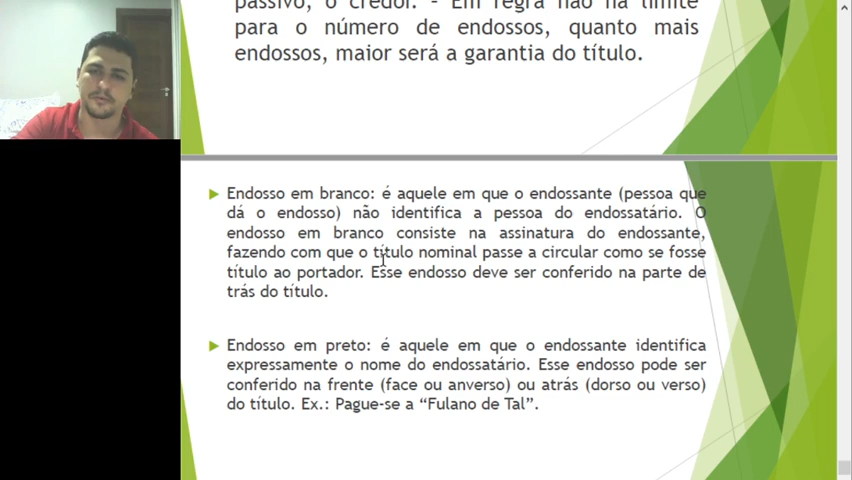 passivo, o credor. – Em regra não há limite
para o número de endossos, quanto mais
endossos, maior será a garantia do título.
Endosso em branco: é aquele em que o endossante (pessoa que
dá o endosso) não identifica a pessoa do endossatário. O
endosso em branco consiste na assinatura do endossante,
fazendo com que o título nominal passe a circular como se fosse
título ao portador. Esse endosso deve ser conferido na parte de
trás do título.
Endosso em preto: é aquele em que o endossante identifica
expressamente o nome do endossatário. Esse endosso pode ser
conferido na frente (face ou anverso) ou atrás (dorso ou verso)
do título. Ex.: Pague-se a “Fulano de Tal”.